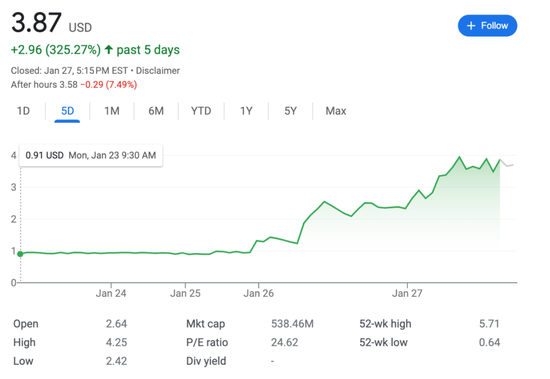 3.87 USD
+ Follow
+2.96 (325.27%) ↑ past 5 days
Closed: Jan 27, 5:15 PM EST • Disclaimer
After hours 3.58 −0.29 (7.49%)
1D 5D 1M 6M YTD 1Y 5Y Max
0.91 USD Mon, Jan 23 9:30 AM
4
3
2
1
0
Jan 24 Jan 25 Jan 26 Jan 27
Open 2.64 Mkt cap 538.46M 52-wk high 5.71
High 4.25 P/E ratio 24.62 52-wk low 0.64
Low 2.42 Div yield -